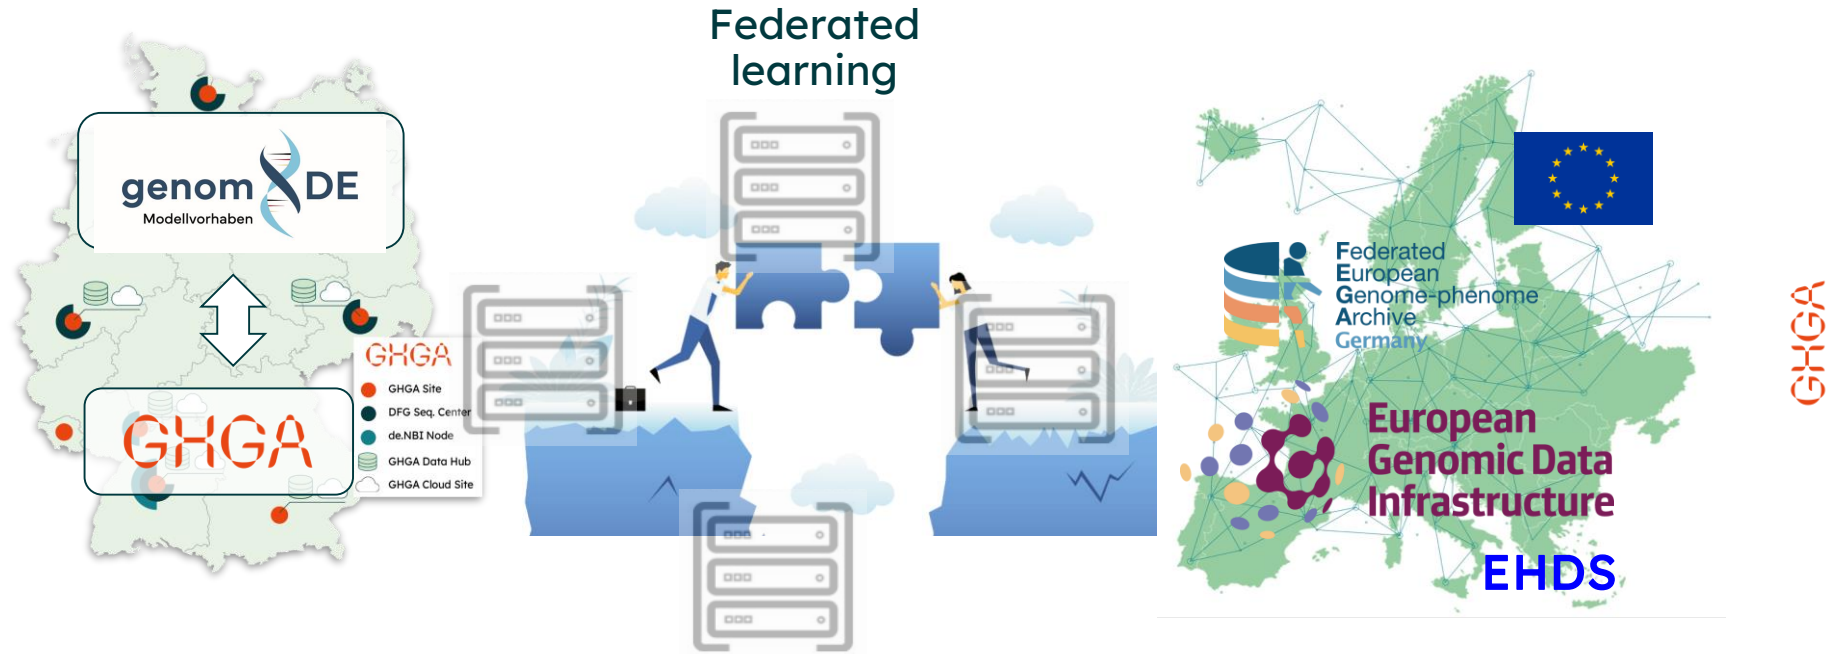 Federated
learning
genom DE
Modellvorhaben
GHGA
GHGA
GHGA Site
DFG Seq. Center
de.NBI Node
GHGA Data Hub
GHGA Cloud Site
Federated
European
Genome-phenome
Archive
Germany
European
Genomic Data
Infrastructure
EHDS
GHGA